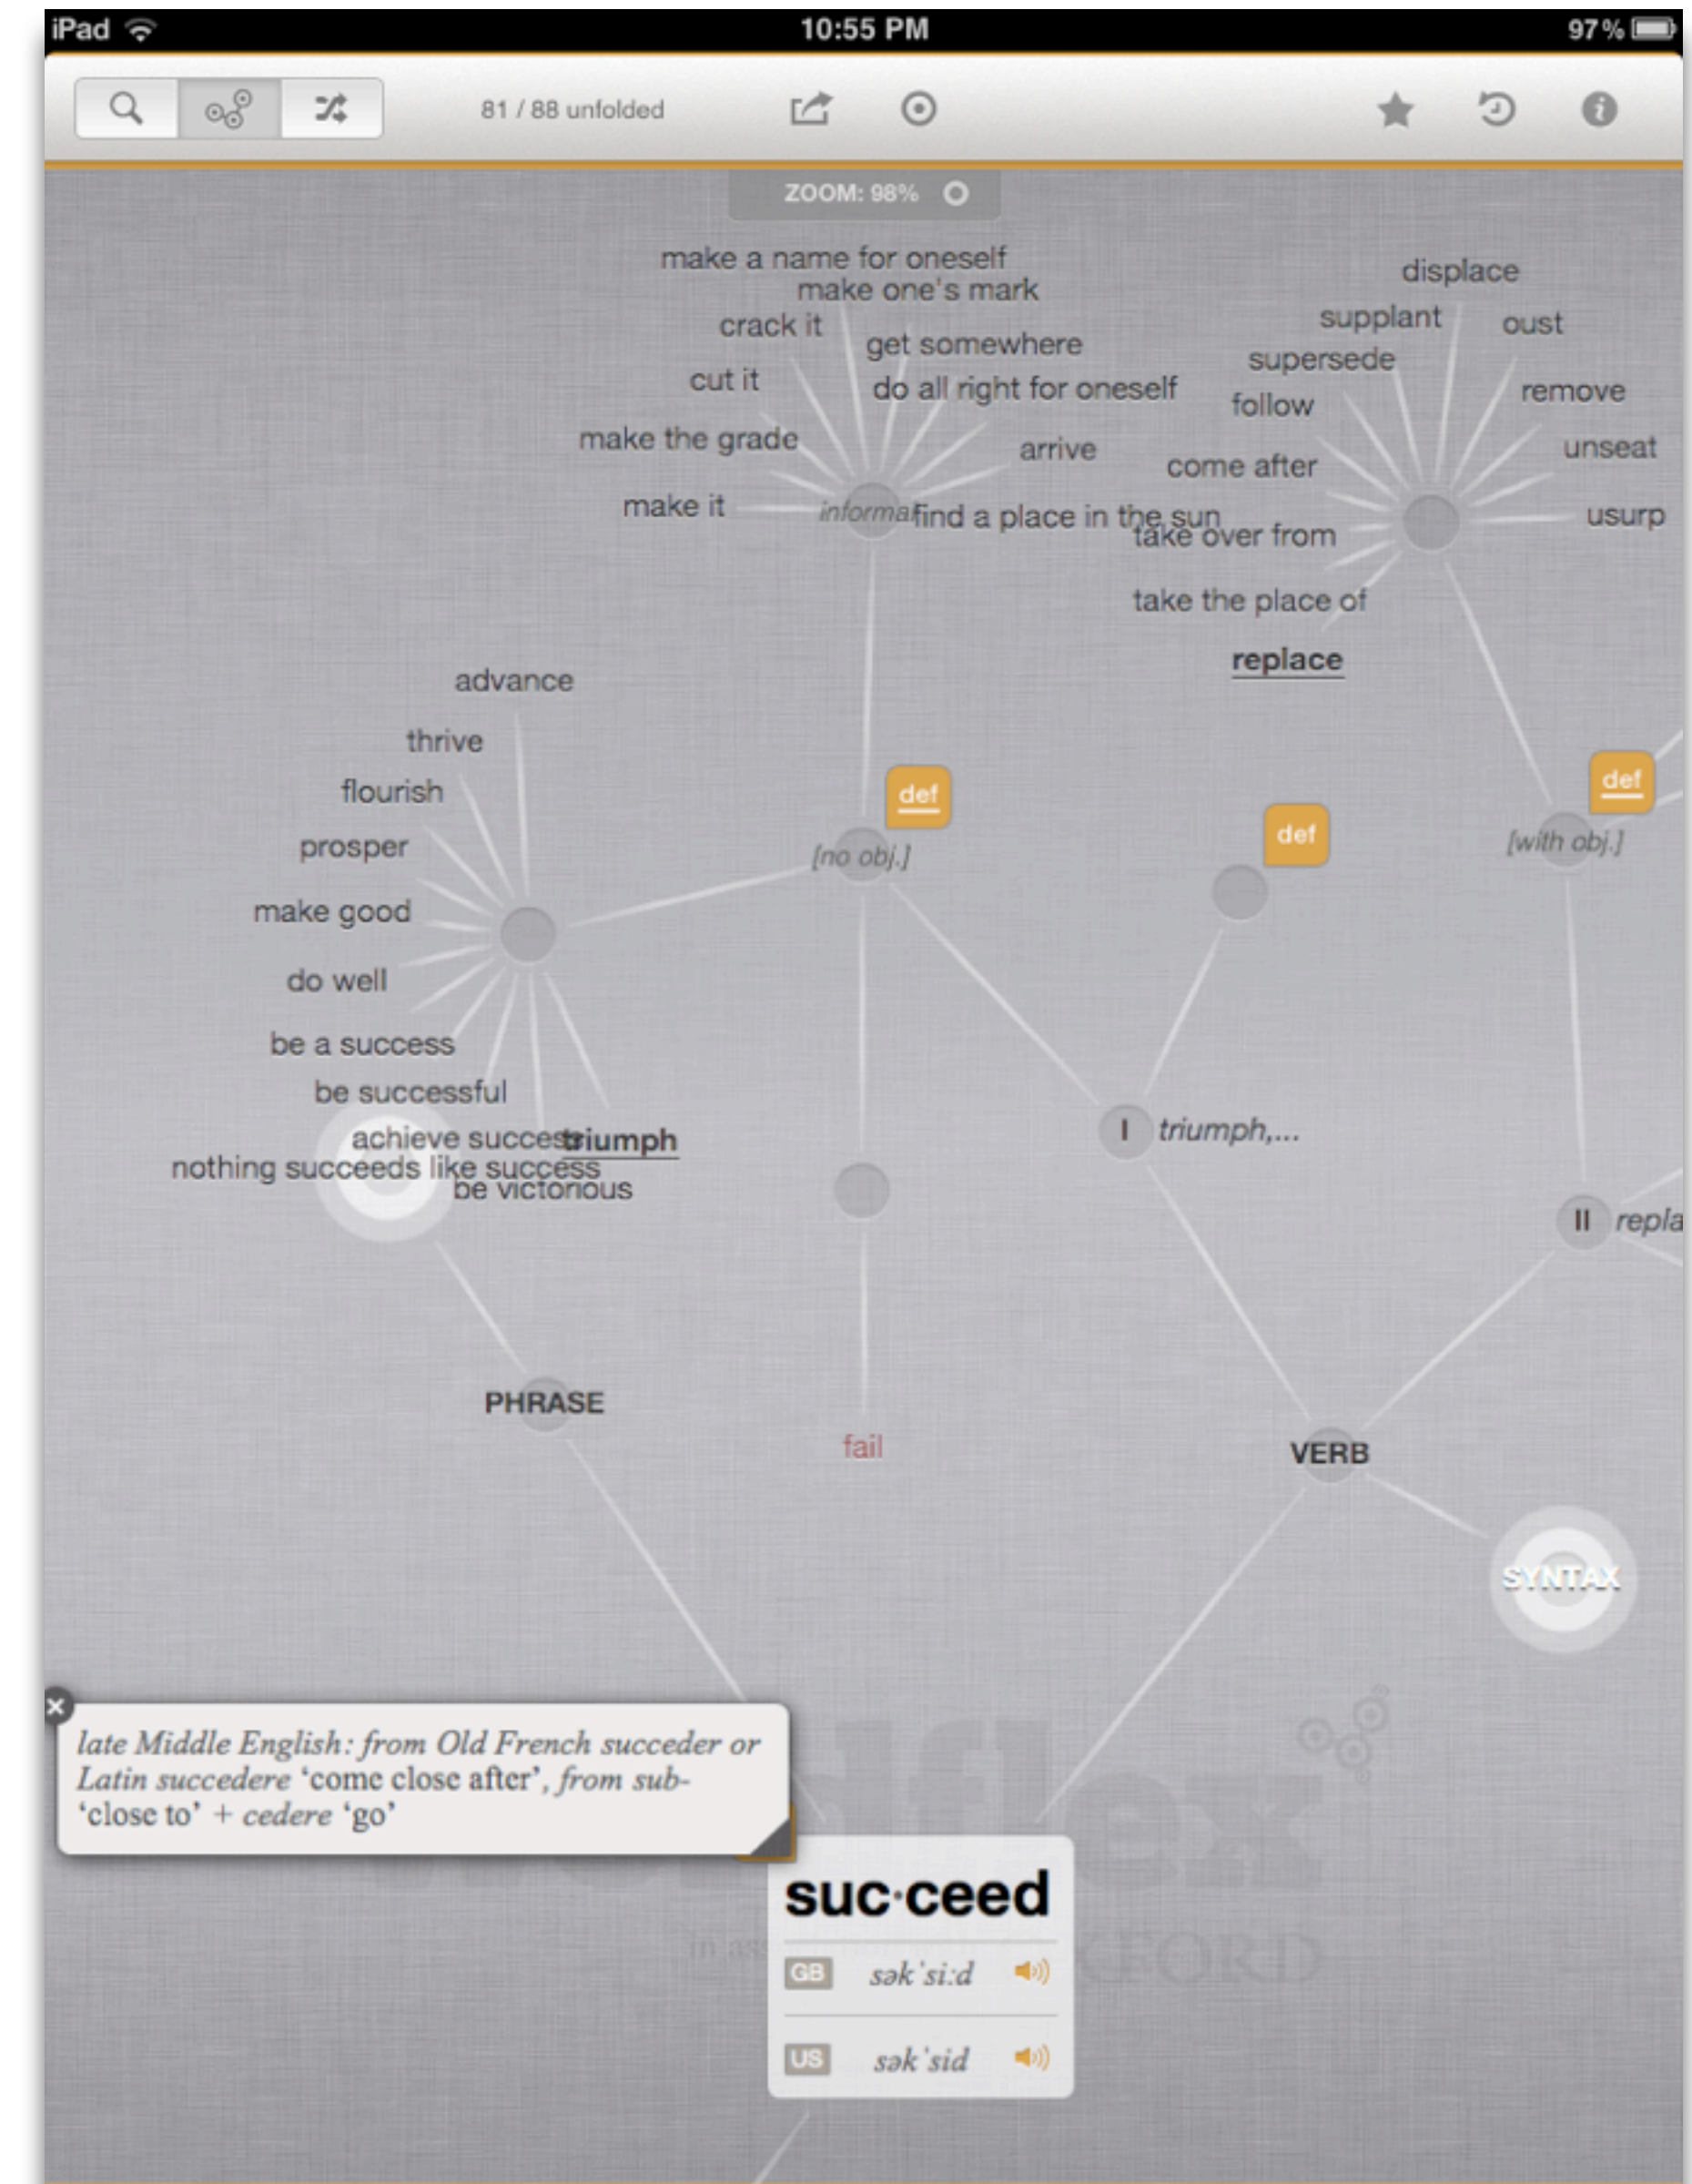 iPad
10:55 PM
97%
81 / 88 unfolded
ZOOM: 98%
make a name for oneself
make one's mark
crack it
get somewhere
cut it
do all right for oneself
make the grade
arrive
make it
informal
find a place in the sun
displace
supplant
oust
supersede
remove
follow
unseat
come after
usurp
take over from
take the place of
replace
advance
thrive
flourish
prosper
make good
do well
be a success
be successful
achieve success
triumph
nothing succeeds like success
be victorious
def
[no obj.]
def
def
[with obj.]
I triumph,...
II repla
PHRASE
fail
VERB
SYNTAX
late Middle English: from Old French succeder or
Latin succedere ‘come close after’, from sub-
‘close to’ + cedere ‘go’
suc·ceed
GB sək ˈsiːd
US sək ˈsid